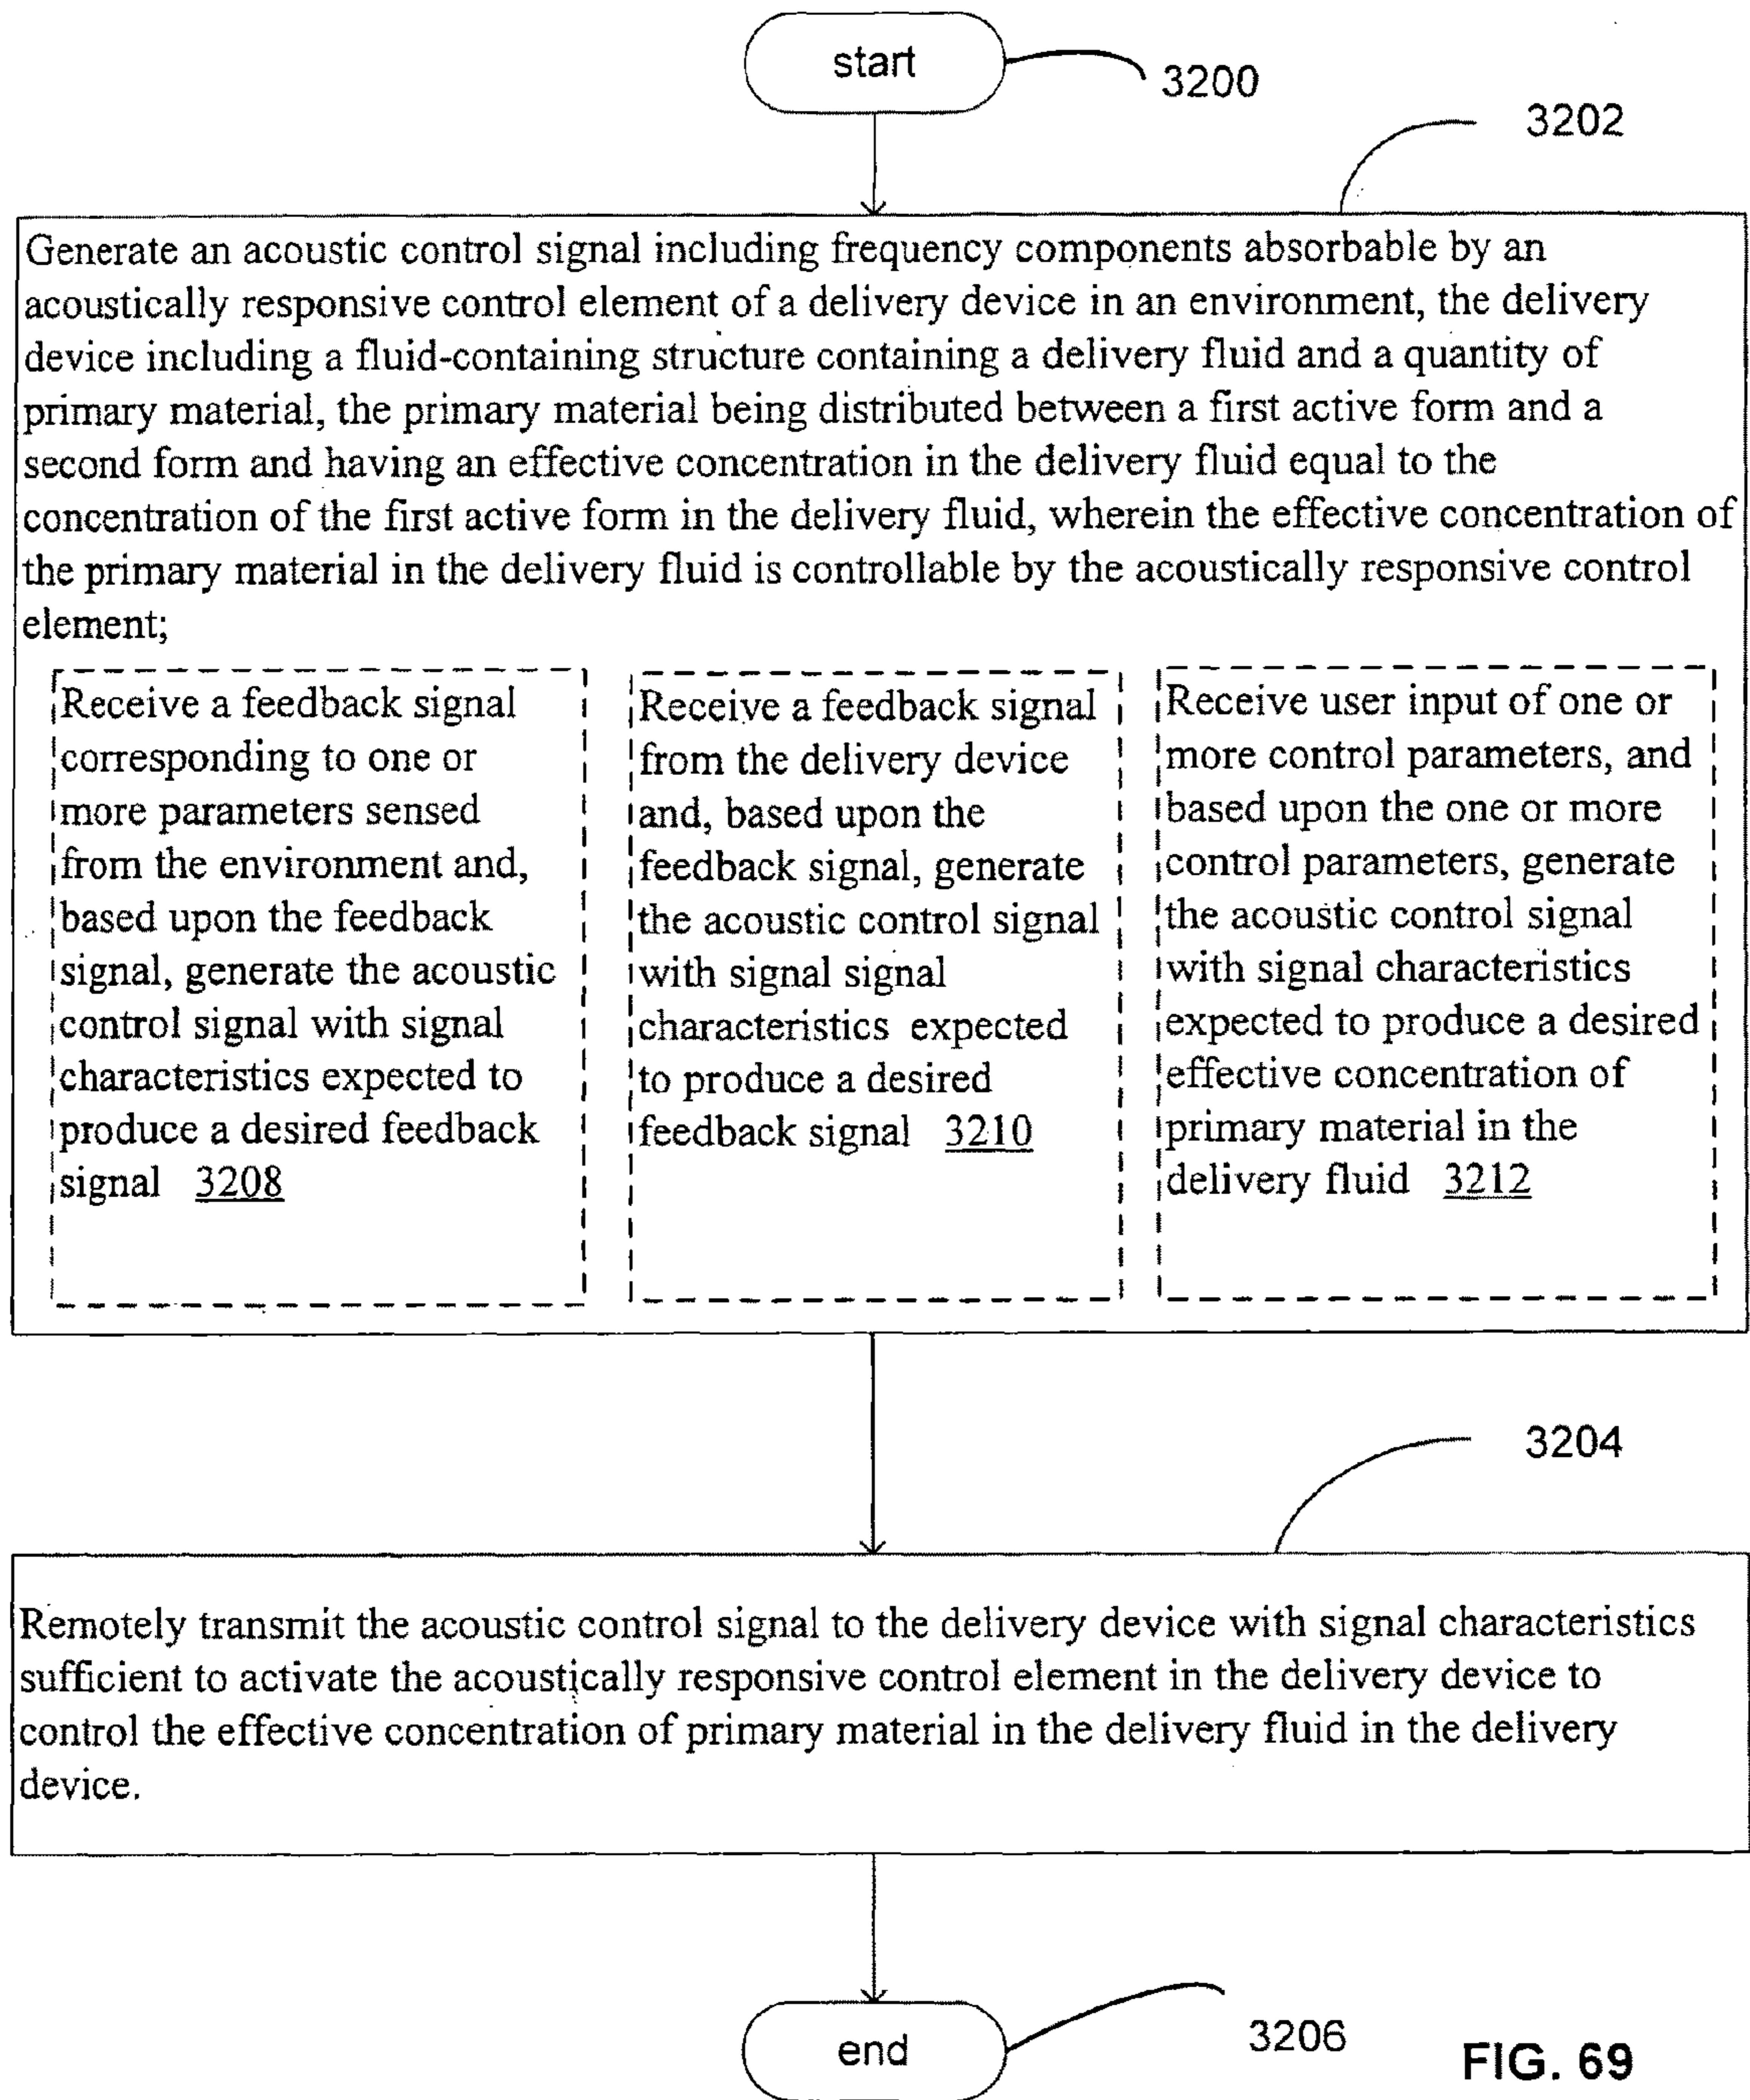 start
3200
3202
Generate an acoustic control signal including frequency components absorbable by an
acoustically responsive control element of a delivery device in an environment, the delivery
device including a fluid-containing structure containing a delivery fluid and a quantity of
primary material, the primary material being distributed between a first active form and a
second form and having an effective concentration in the delivery fluid equal to the
concentration of the first active form in the delivery fluid, wherein the effective concentration of
the primary material in the delivery fluid is controllable by the acoustically responsive control
element;
Receive a feedback signal
corresponding to one or
more parameters sensed
from the environment and,
based upon the feedback
signal, generate the acoustic
control signal with signal
characteristics expected to
produce a desired feedback
signal 3208
Receive a feedback signal
from the delivery device
and, based upon the
feedback signal, generate
the acoustic control signal
with signal signal
characteristics expected
to produce a desired
feedback signal 3210
Receive user input of one or
more control parameters, and
based upon the one or more
control parameters, generate
the acoustic control signal
with signal characteristics
expected to produce a desired
effective concentration of
primary material in the
delivery fluid 3212
3204
Remotely transmit the acoustic control signal to the delivery device with signal characteristics
sufficient to activate the acoustically responsive control element in the delivery device to
control the effective concentration of primary material in the delivery fluid in the delivery
device.
end
3206
FIG. 69